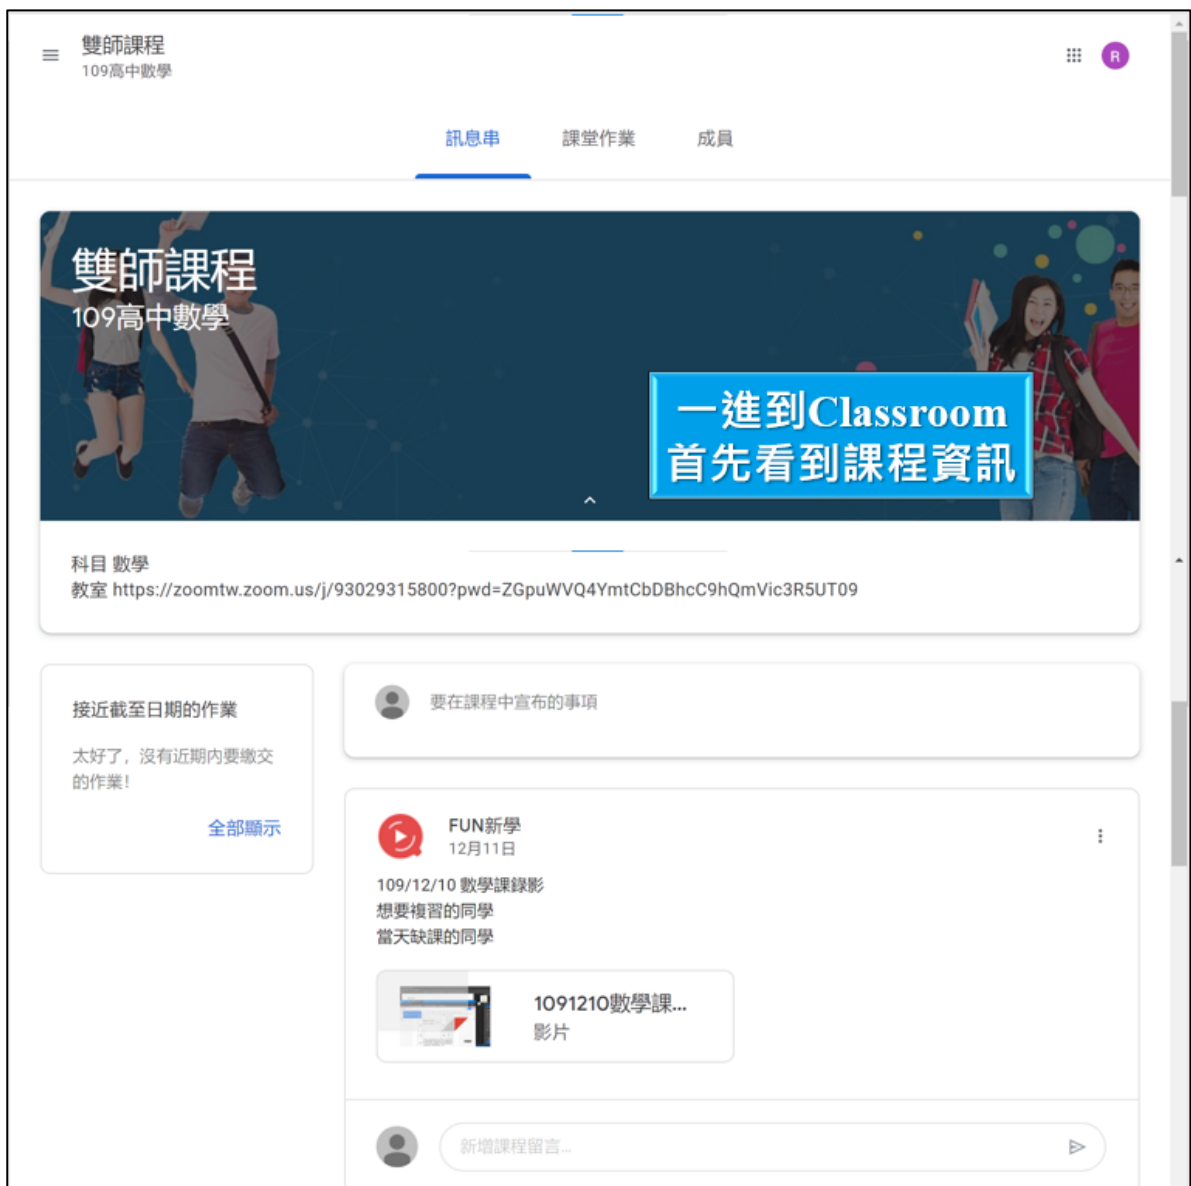 雙師課程
109高中數學
R
訊息串
課堂作業
成員
雙師課程
109高中數學
一進到Classroom
首先看到課程資訊
科目 數學
教室 https://zoomtw.zoom.us/j/93029315800?pwd=ZGpuWVQ4YmtCbDBhcC9hQmVic3R5UT09
接近截至日期的作業
太好了，沒有近期內要繳交
的作業！
全部顯示
要在課程中宣布的事項
FUN新學
12月11日
109/12/10 數學課錄影
想要複習的同學
當天缺課的同學
1091210數學課...
影片
新增課程留言...